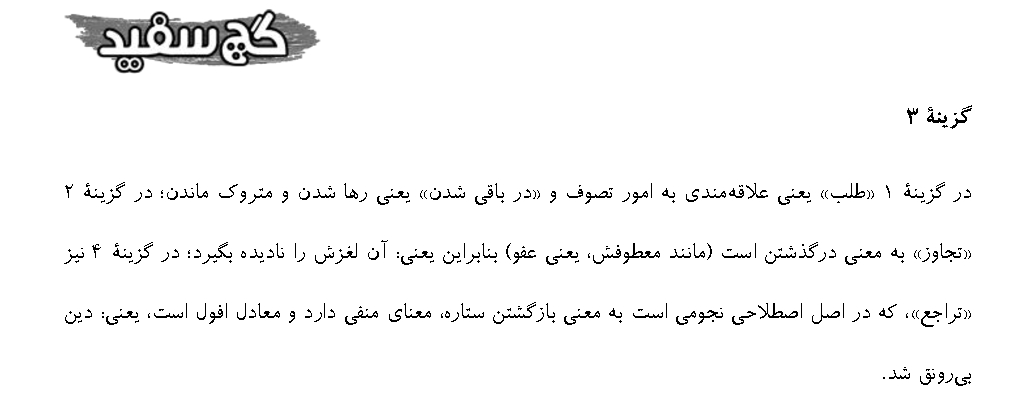 گچ سفید
گزینهٔ ۳
در گزینهٔ ۱ «طلب» یعنی علاقه‌مندی به امور تصوف و «در باقی شدن» یعنی رها شدن و متروک ماندن؛ در گزینهٔ ۲
«تجاوز» به معنی درگذشتن است (مانند معطوفش، یعنی عفو) بنابراین یعنی: آن لغزش را نادیده بگیرد؛ در گزینهٔ ۴ نیز
«تراجع»، که در اصل اصطلاحی نجومی است به معنی بازگشتن ستاره، معنای منفی دارد و معادل افول است، یعنی: دین
بی‌رونق شد.